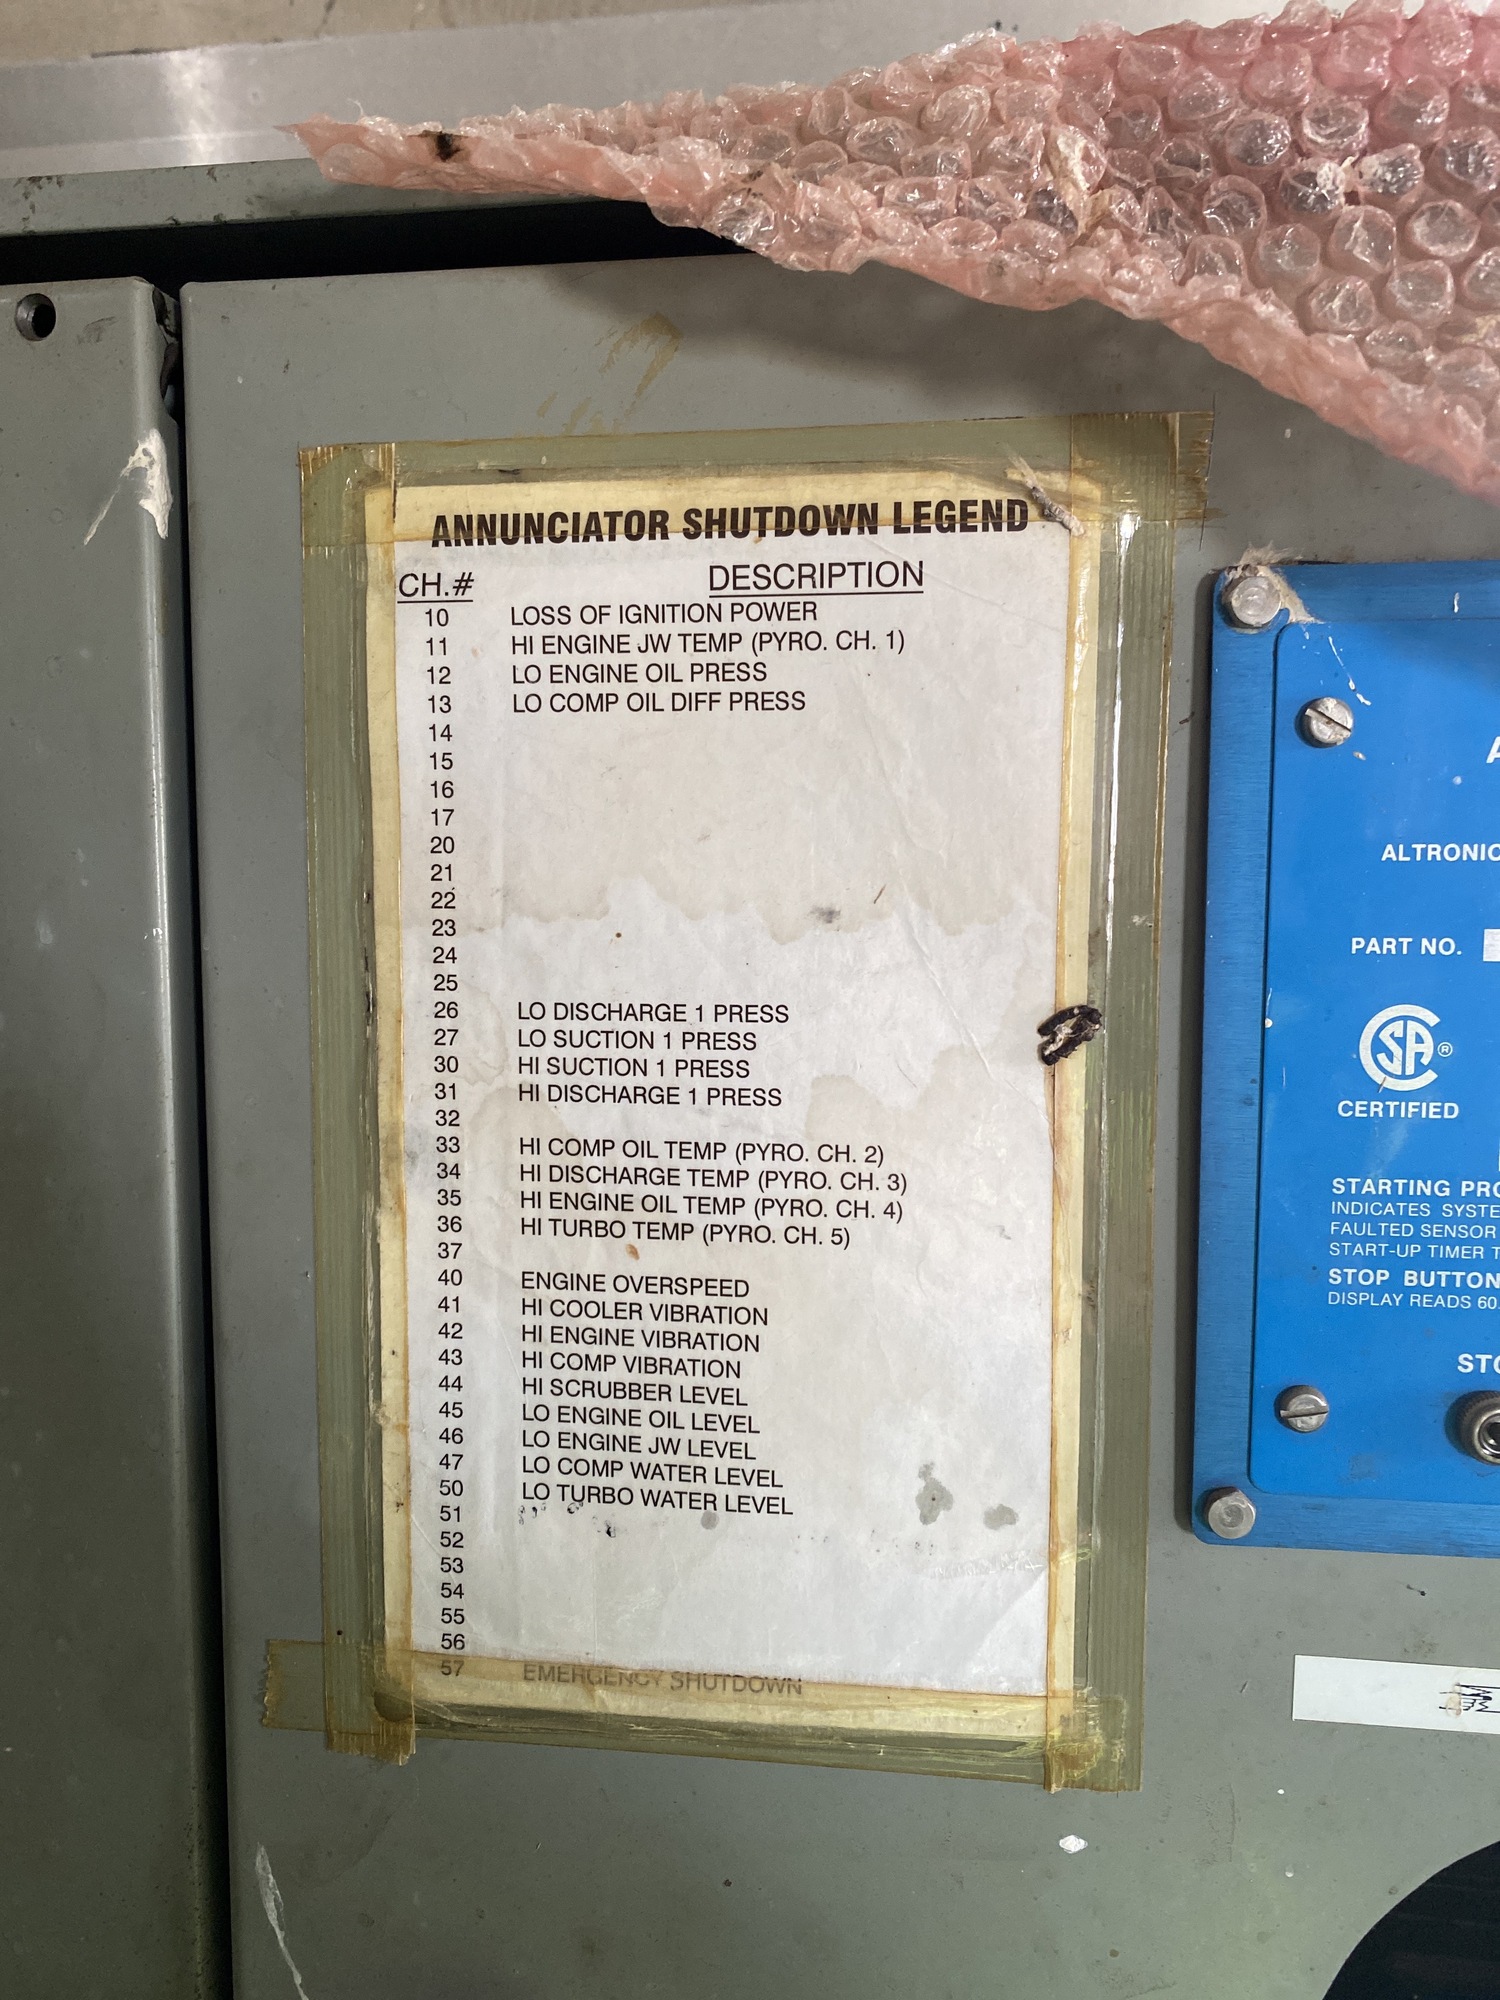 ANNUNCIATOR SHUTDOWN LEGEND
CH.# DESCRIPTION
10 LOSS OF IGNITION POWER
11 HI ENGINE JW TEMP (PYRO. CH. 1)
12 LO ENGINE OIL PRESS
13 LO COMP OIL DIFF PRESS
14
15
16
17
20
21
22
23
24
25
26 LO DISCHARGE 1 PRESS
27 LO SUCTION 1 PRESS
30 HI SUCTION 1 PRESS
31 HI DISCHARGE 1 PRESS
32
33 HI COMP OIL TEMP (PYRO. CH. 2)
34 HI DISCHARGE TEMP (PYRO. CH. 3)
35 HI ENGINE OIL TEMP (PYRO. CH. 4)
36 HI TURBO TEMP (PYRO. CH. 5)
37
40 ENGINE OVERSPEED
41 HI COOLER VIBRATION
42 HI ENGINE VIBRATION
43 HI COMP VIBRATION
44 HI SCRUBBER LEVEL
45 LO ENGINE OIL LEVEL
46 LO ENGINE JW LEVEL
47 LO COMP WATER LEVEL
50 LO TURBO WATER LEVEL
51
52
53
54
55
56
57 EMERGENCY SHUTDOWN
ALTRONIC
PART NO.
CSA ®
CERTIFIED
STARTING
INDICATES
FAULTED SENSOR
START-UP TIMER
STOP BUTTON
DISPLAY READS 60